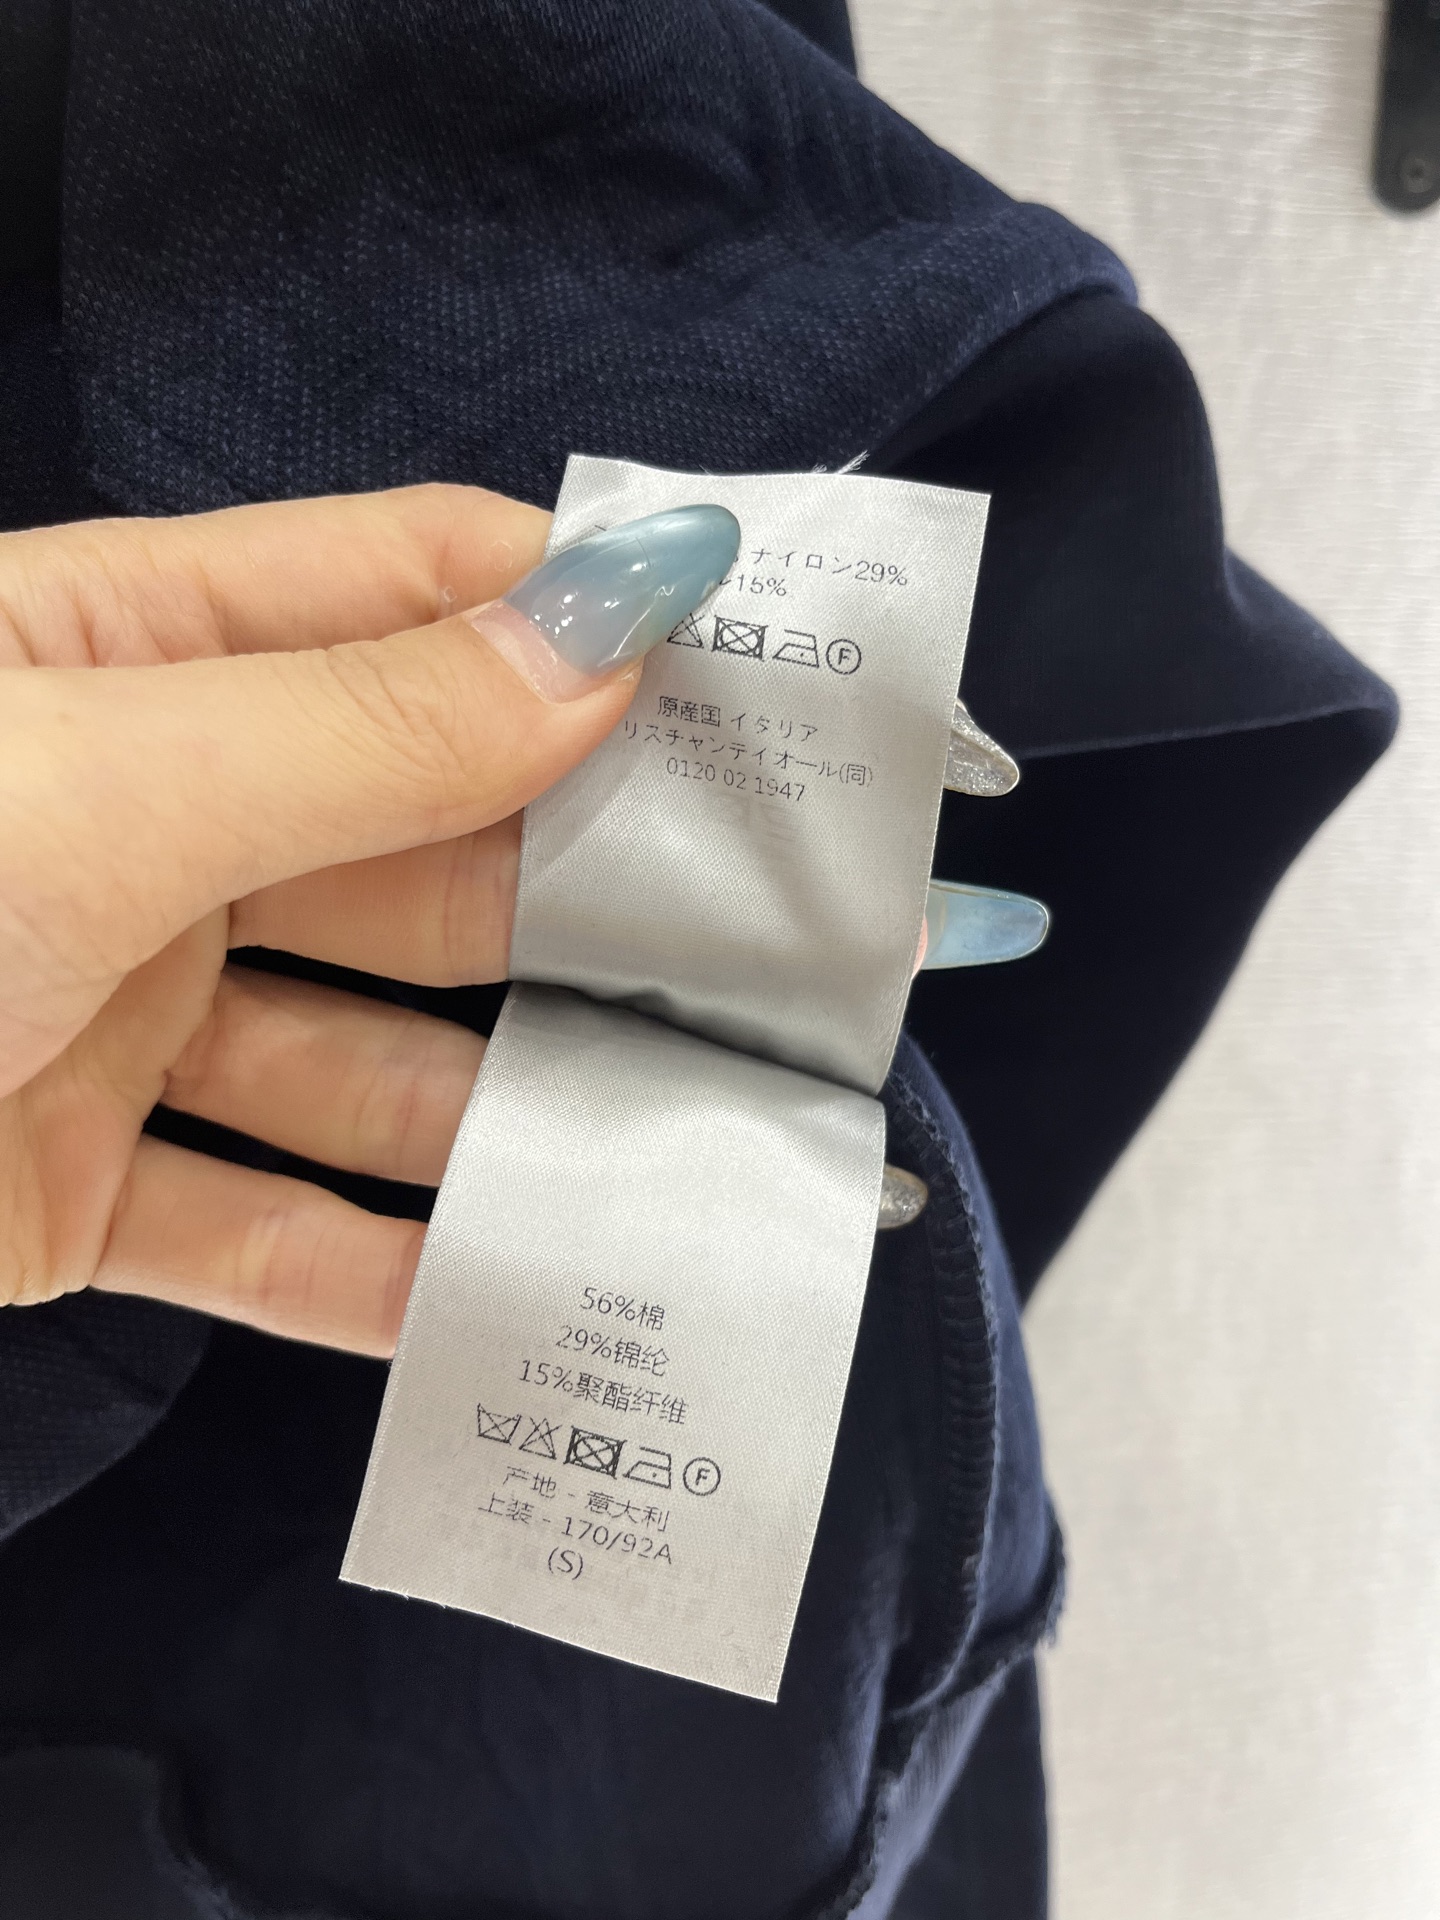 ナイロン29%
15%
F
原産国 イタリア
リスチャンディオール(同)
0120 02 1947
56%棉
29%锦纶
15%聚酯纤维
F
产地 - 意大利
上装 - 170/92A
(S)